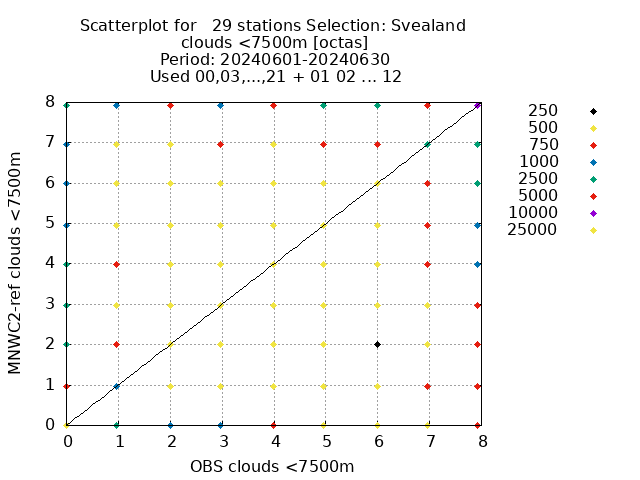 Scatterplot for   29 stations Selection: Svealand
clouds <7500m [octas]
Period: 20240601-20240630
Used 00,03,...,21 + 01 02 ... 12
250
500
750
1000
2500
5000
10000
25000
MNWC2-ref clouds <7500m
8
7
6
5
4
3
2
1
0
0 1 2 3 4 5 6 7 8
OBS clouds <7500m